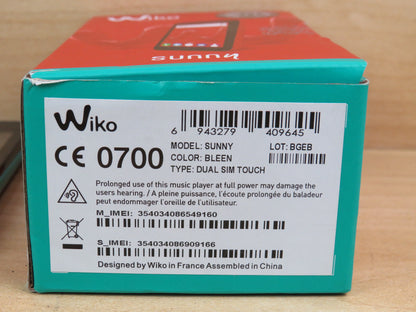 Wiko
sunny
Wiko
6 943279 409645
MODEL: SUNNY LOT: BGEB
CE 0700 COLOR: BLEEN
TYPE: DUAL SIM TOUCH
Prolonged use of this music player at full power may damage the
users hearing. / A pleine puissance, l'écoute prolongée du baladeur
peut endommager l'oreille de l'utilisateur.
M_IMEI: 354034086549160
S_IMEI: 354034086909166
Designed by Wiko in France Assembled in China